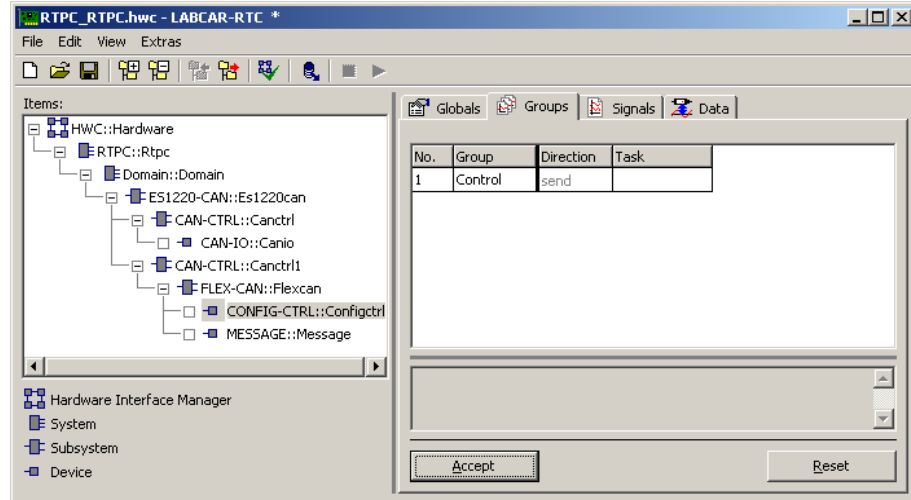 RTPC_RTPC.hwc - LABCAR-RTC *
File Edit View Extras
Items:
HWC::Hardware
RTPC::Rtpc
Domain::Domain
ES1220-CAN::Es1220can
CAN-CTRL::Canctrl
CAN-IO::Canio
CAN-CTRL::Canctrl1
FLEX-CAN::Flexcan
CONFIG-CTRL::Configctrl
MESSAGE::Message
Hardware Interface Manager
System
Subsystem
Device
Globals Groups Signals Data
No. Group Direction Task
1 Control send
Accept Reset